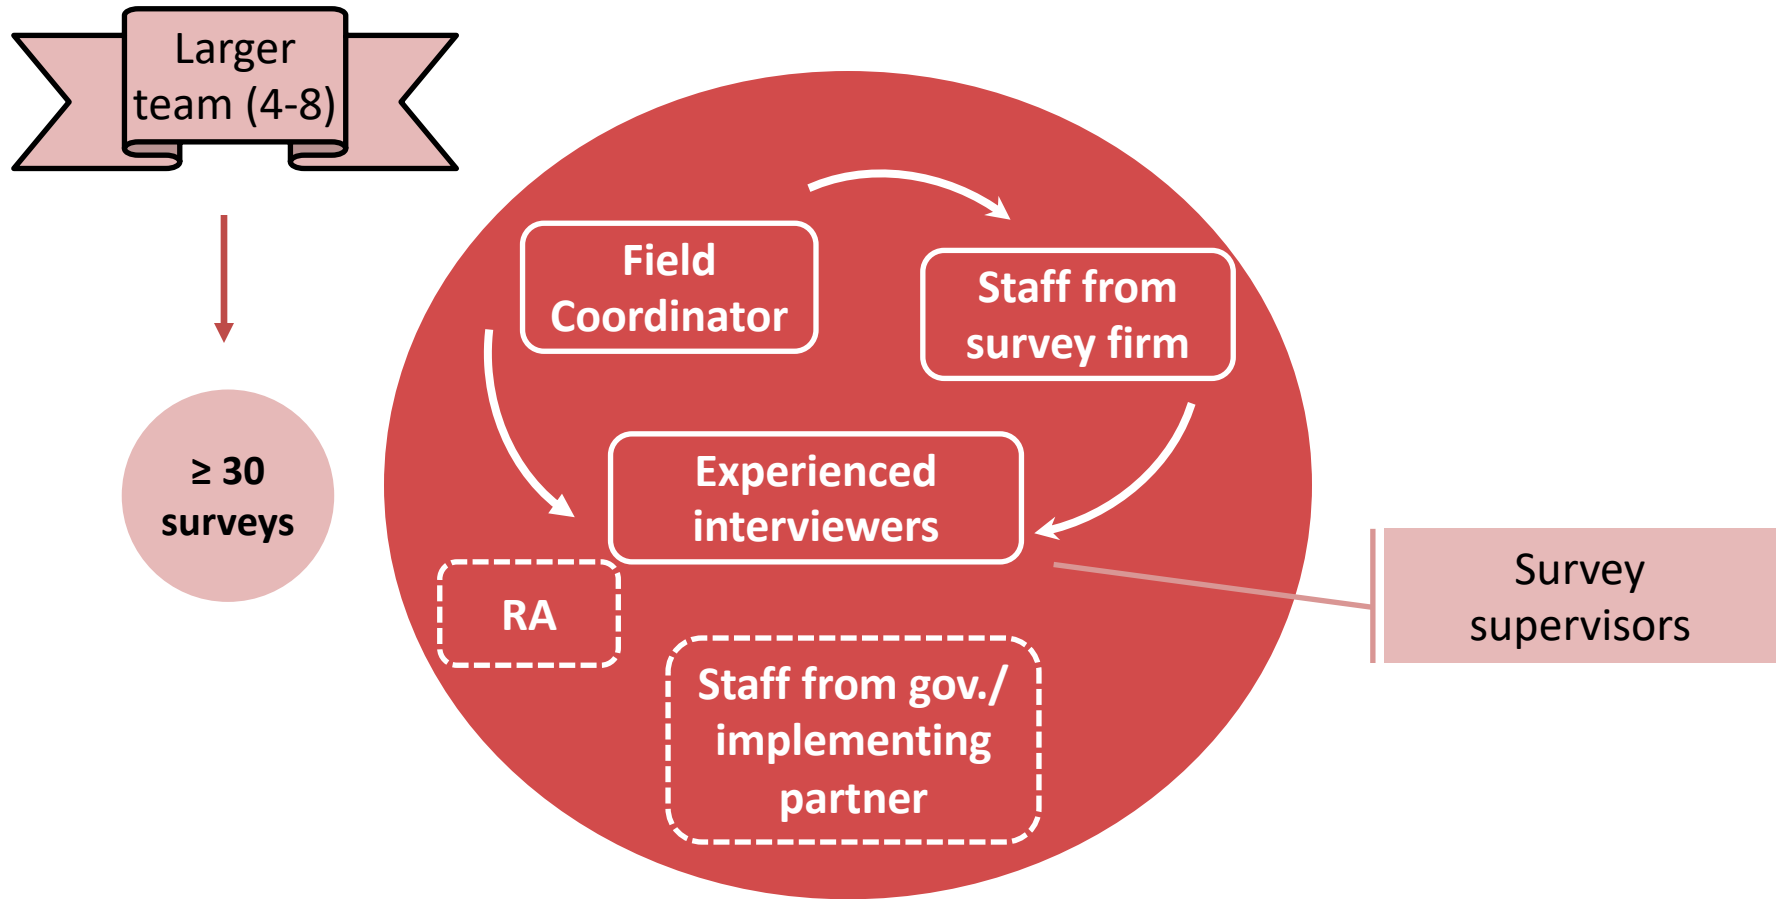 Larger
team (4-8)
Field
Coordinator
Staff from
survey firm
≥ 30
surveys
Experienced
interviewers
RA
Staff from gov./
implementing
partner
Survey
supervisors